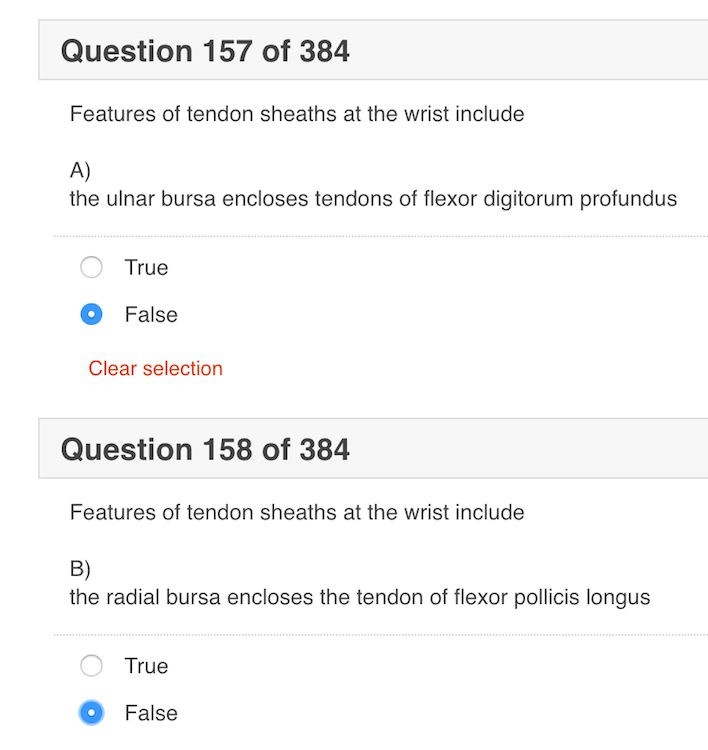 Question 157 of 384
Features of tendon sheaths at the wrist include
A)
the ulnar bursa encloses tendons of flexor digitorum profundus
True
False
Clear selection
Question 158 of 384
Features of tendon sheaths at the wrist include
B)
the radial bursa encloses the tendon of flexor pollicis longus
True
False